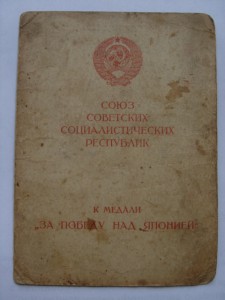 СОЮЗ
СОВЕТСКИХ
СОЦИАЛИСТИЧЕСКИХ
РЕСПУБЛИК
К МЕДАЛИ
„ЗА ПОБЕДУ НАД ЯПОНИЕЙ“